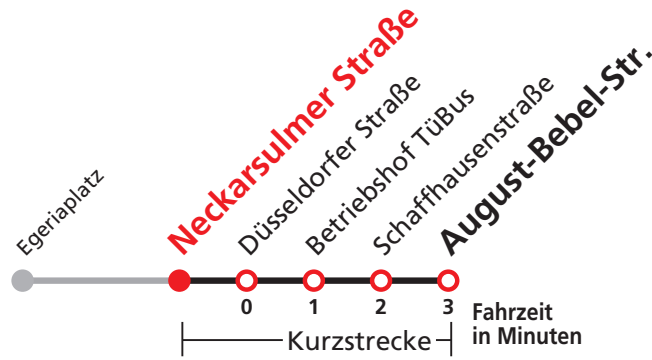 Egeriaplatz
Neckarsulmer Straße
Düsseldorfer Straße
Betriebshof TüBus
Schaffhausenstraße
August-Bebel-Str.
0 1 2 3
Fahrzeit
in Minuten
Kurzstrecke